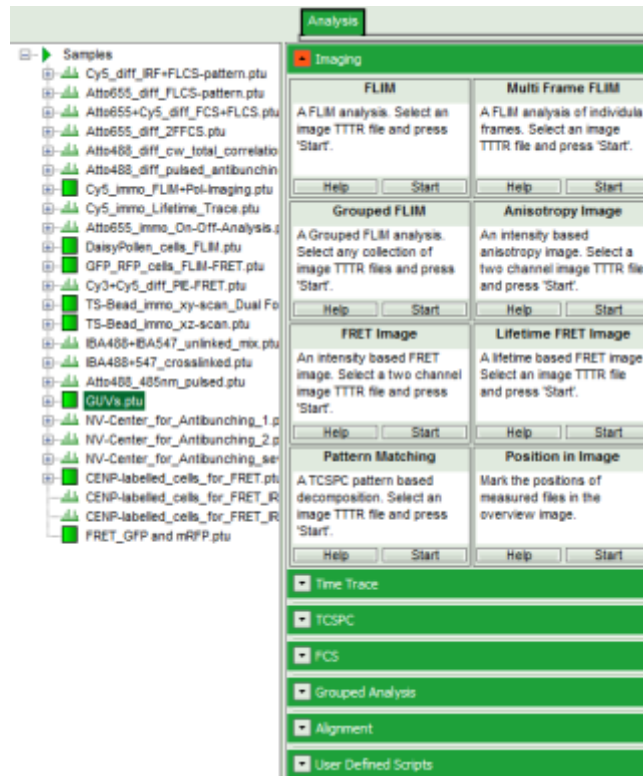 Analysis
Samples
Cy5_diff_IRF+FLCS-pattern.ptu
Atto655_diff_FLCS-pattern.ptu
Atto655+Cy5_diff_FCS+FLCS.ptu
Atto655_diff_2FFCS.ptu
Atto488_diff_cw_total_correlatio
Atto488_diff_pulsed_antibunchin
Cy5_immo_FLIM+Pol-Imaging.ptu
Cy5_immo_Lifetime_Trace.ptu
Atto655_immo_On-Off-Analysis.p
DaisyPollen_cells_FLIM.ptu
GFP_RFP_cells_FLIM-FRET.ptu
Cy3+Cy5_diff_PIE-FRET.ptu
TS-Bead_immo_xy-scan_Dual Fo
TS-Bead_immo_xz-scan.ptu
IBA488+IBA547_unlinked_mix.ptu
IBA488+547_crosslinked.ptu
Atto488_485nm_pulsed.ptu
GUVs.ptu
NV-Center_for_Antibunching_1.p
NV-Center_for_Antibunching_2.p
NV-Center_for_Antibunching_se
CENP-labelled_cells_for_FRET.ptu
CENP-labelled_cells_for_FRET_IR
CENP-labelled_cells_for_FRET_IR
FRET_GFP and mRFP.ptu
Imaging
FLIM
A FLIM analysis. Select an
image TTTR file and press
'Start'.
Help Start
Multi Frame FLIM
A FLIM analysis of individua
frames. Select an image
TTTR file and press 'Start'.
Help Start
Grouped FLIM
A Grouped FLIM analysis.
Select any collection of
image TTTR files and press
'Start'.
Help Start
Anisotropy Image
An intensity based
anisotropy image. Select a
two channel image TTTR file
and press 'Start'.
Help Start
FRET Image
An intensity based FRET
image. Select a two channel
image TTTR file and press
'Start'.
Help Start
Lifetime FRET Image
A lifetime based FRET image
Select an image TTTR file
and press 'Start'.
Help Start
Pattern Matching
A TCSPC pattern based
decomposition. Select an
image TTTR file and press
'Start'.
Help Start
Position in Image
Mark the positions of
measured files in the
overview image.
Help Start
Time Trace
TCSPC
FCS
Grouped Analysis
Alignment
User Defined Scripts